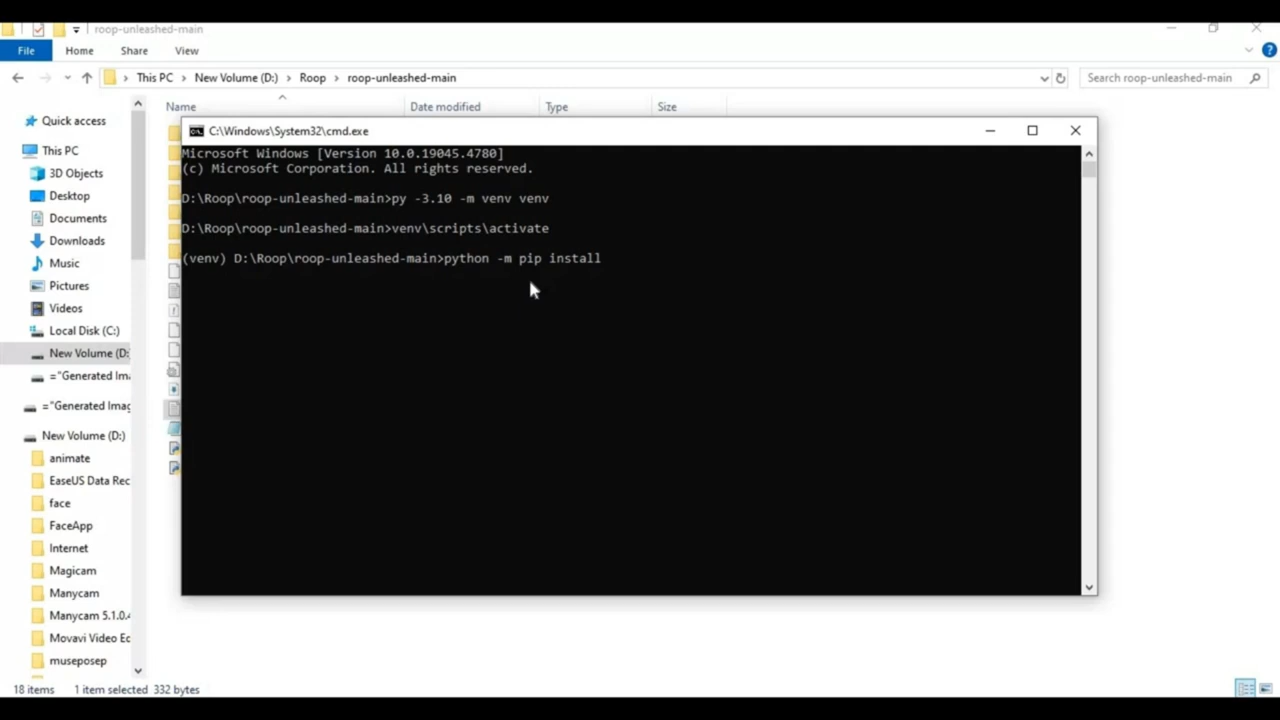 roop-unleashed-main
File Home Share View
This PC New Volume (D:) Roop roop-unleashed-main
Search roop-unleashed-main
Name Date modified Type Size
Quick access
This PC
3D Objects
Desktop
Documents
Downloads
Music
Pictures
Videos
Local Disk (C:)
New Volume (D:
="Generated Ima
="Generated Imag
New Volume (D:)
animate
EaseUS Data Rec
face
FaceApp
Internet
Magicam
Manycam
Manycam 5.1.0.4
Movavi Video Ec
museposep
C:\Windows\System32\cmd.exe
Microsoft Windows [Version 10.0.19045.4780]
(c) Microsoft Corporation. All rights reserved.
D:\Roop\roop-unleashed-main>py -3.10 -m venv venv
D:\Roop\roop-unleashed-main>venv\scripts\activate
(venv) D:\Roop\roop-unleashed-main>python -m pip install
18 items 1 item selected 332 bytes